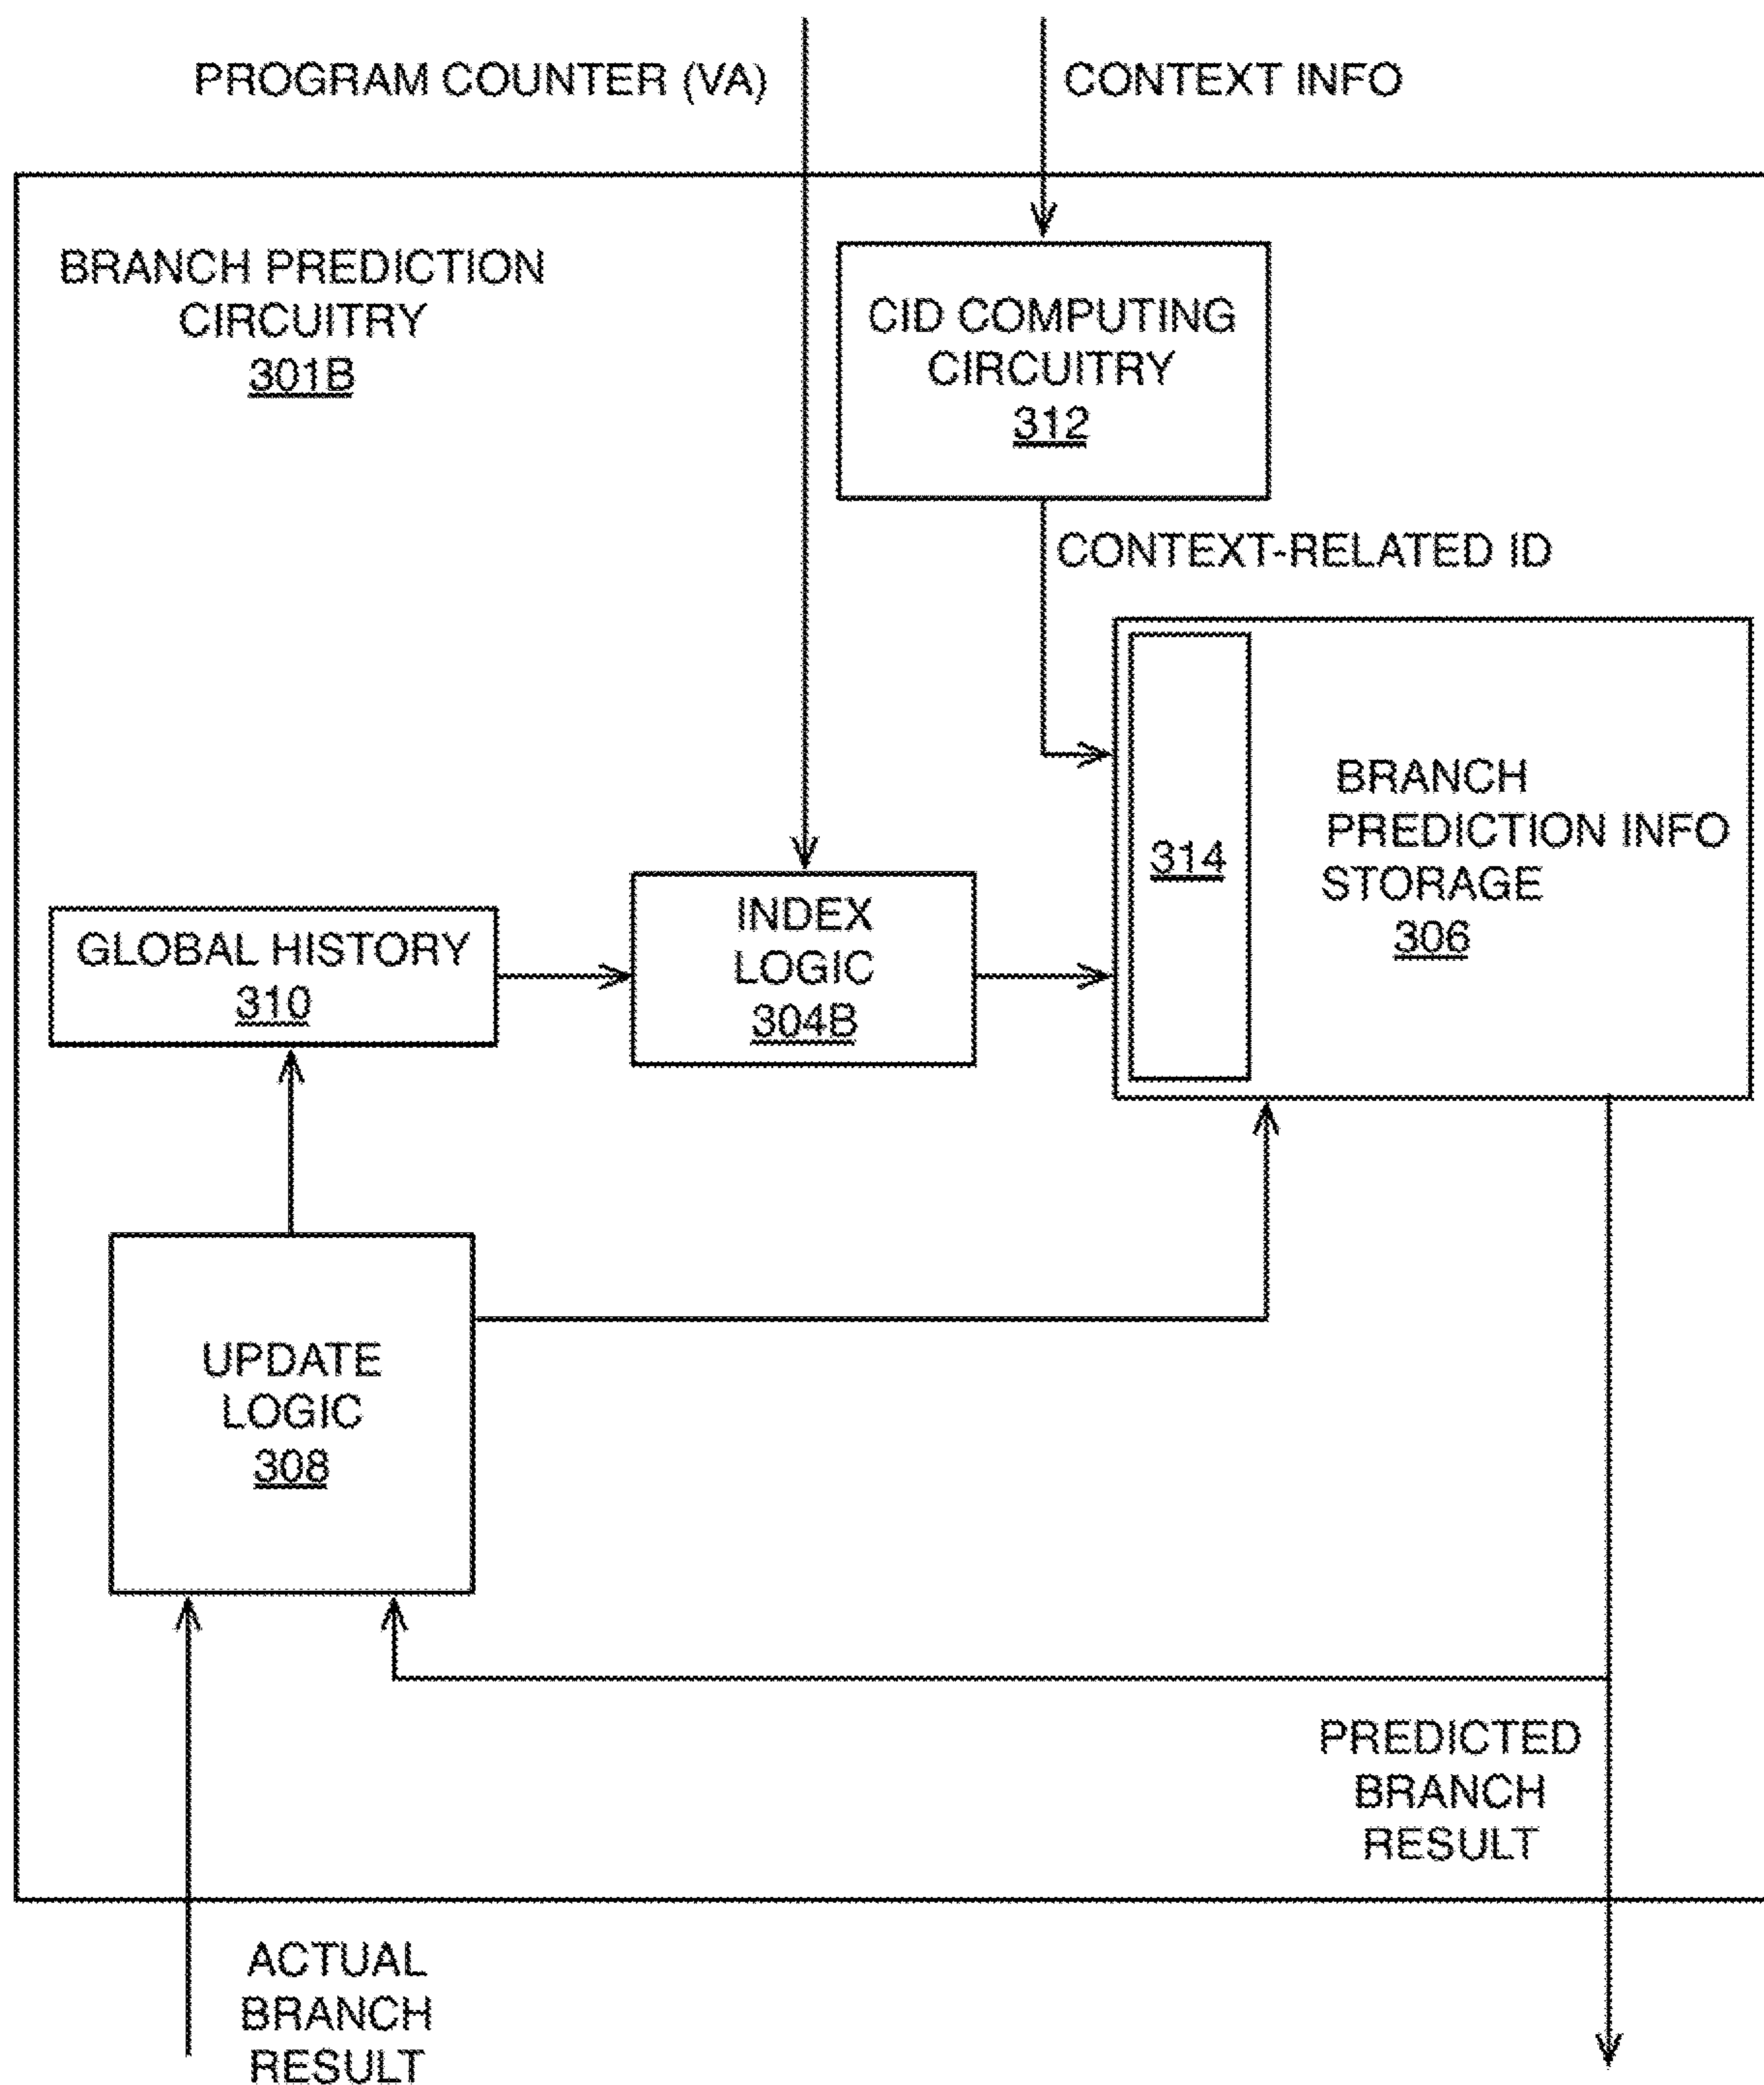 PROGRAM COUNTER (VA)
CONTEXT INFO
BRANCH PREDICTION
CIRCUITRY
301B
CID COMPUTING
CIRCUITRY
312
CONTEXT-RELATED ID
314
BRANCH
PREDICTION INFO
STORAGE
306
INDEX
LOGIC
304B
GLOBAL HISTORY
310
UPDATE
LOGIC
308
PREDICTED
BRANCH
RESULT
ACTUAL
BRANCH
RESULT